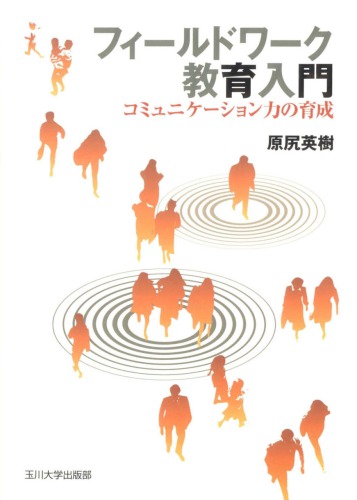 フィールドワーク
教育入門
コミュニケーション力の育成
原尻英樹
玉川大学出版部